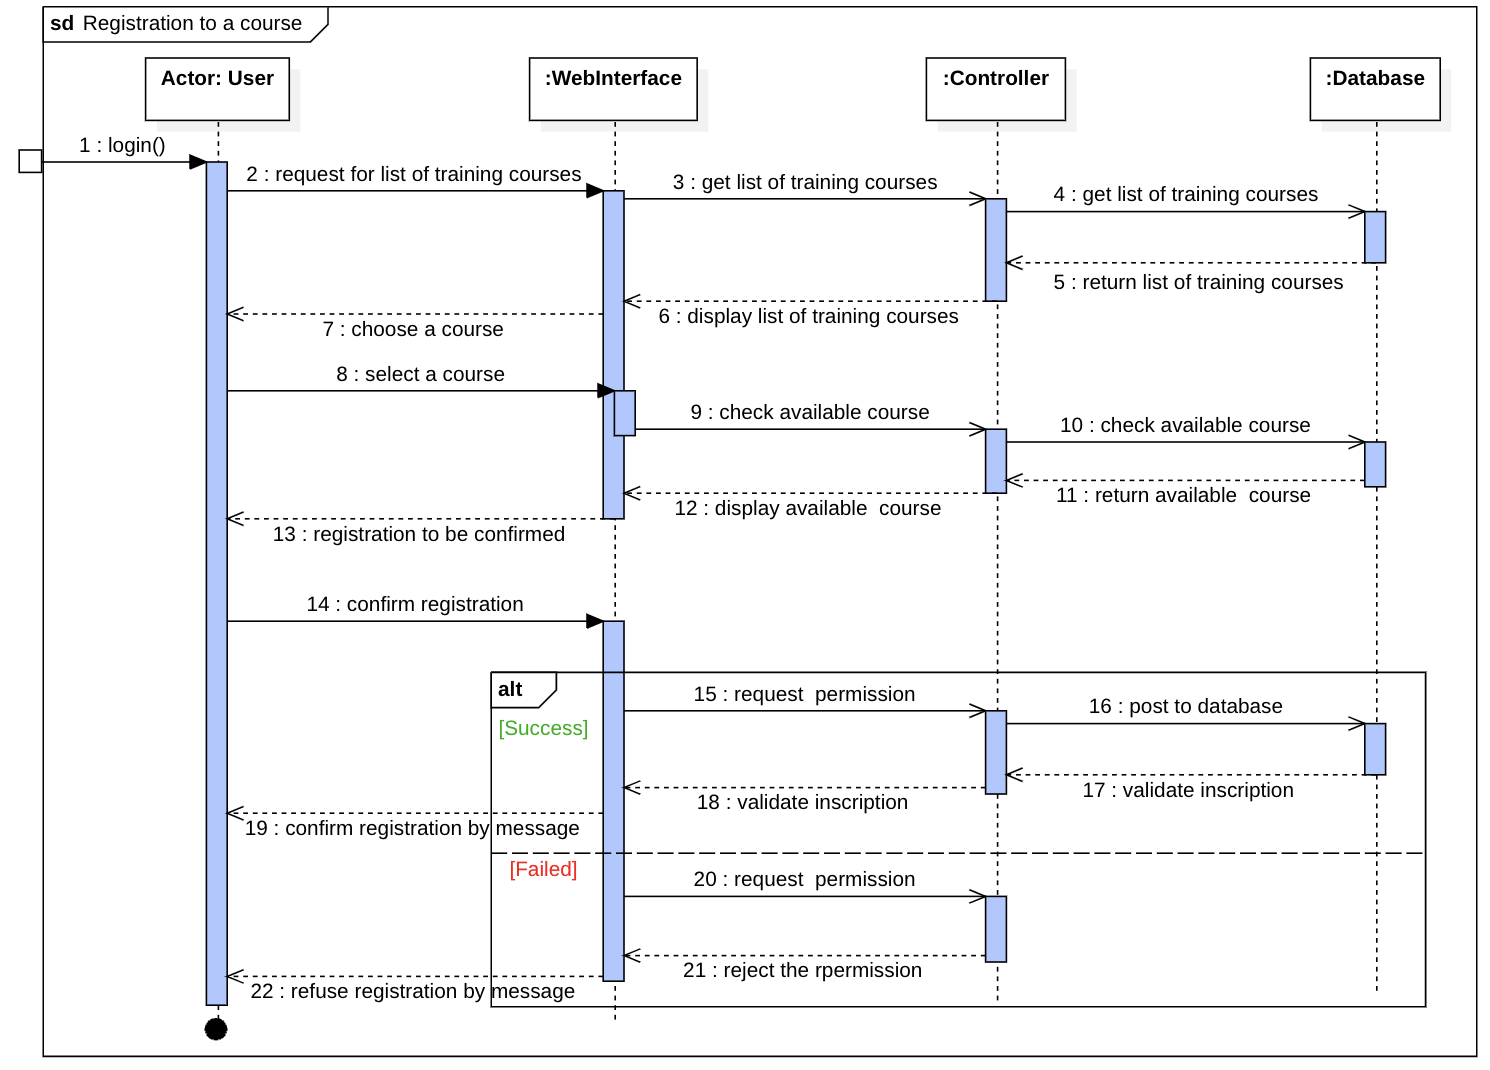 sd Registration to a course
Actor: User
:WebInterface
:Controller
:Database
1 : login()
2 : request for list of training courses
3 : get list of training courses
4 : get list of training courses
5 : return list of training courses
6 : display list of training courses
7 : choose a course
8 : select a course
9 : check available course
10 : check available course
11 : return available  course
12 : display available  course
13 : registration to be confirmed
14 : confirm registration
alt
15 : request  permission
16 : post to database
[Success]
17 : validate inscription
18 : validate inscription
19 : confirm registration by message
[Failed]
20 : request  permission
21 : reject the rpermission
22 : refuse registration by message